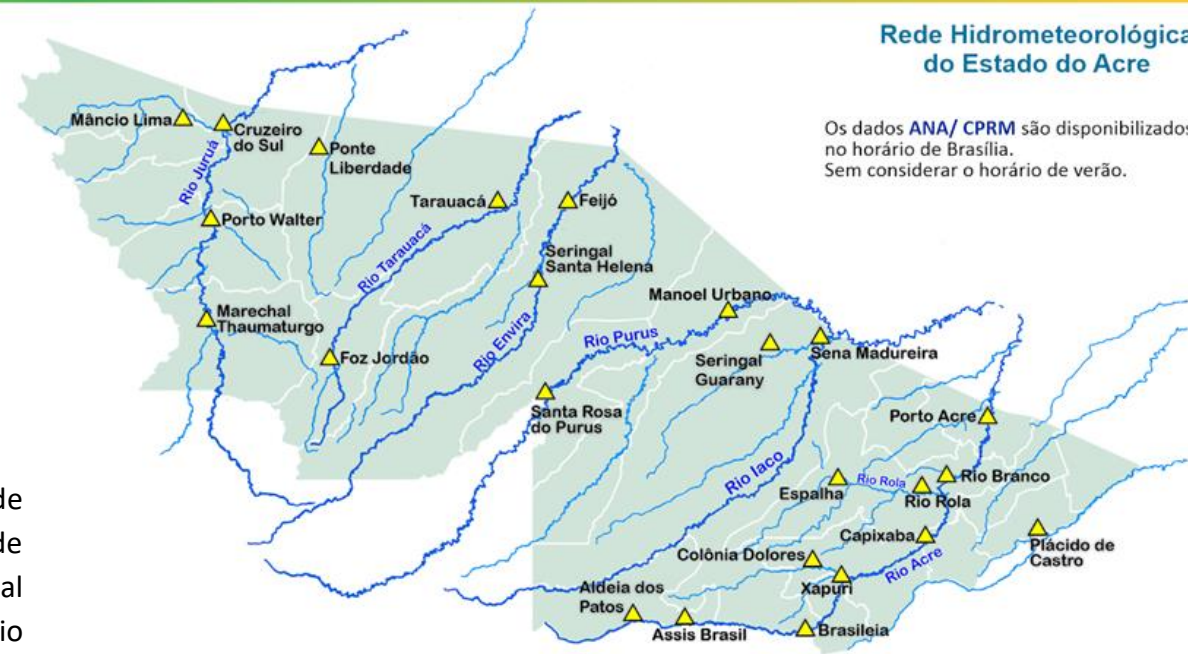 Rede Hidrometeorológica
do Estado do Acre
Os dados ANA/ CPRM são disponibilizados
no horário de Brasília.
Sem considerar o horário de verão.
Mâncio Lima
Cruzeiro
do Sul
Ponte
Liberdade
Rio Juruá
Porto Walter
Tarauacá
Feijó
Rio Tarauacá
Seringal
Santa Helena
Marechal
Thaumaturgo
Foz Jordão
Rio Envira
Manoel Urbano
Rio Purus
Seringal
Guarany
Sena Madureira
Santa Rosa
do Purus
Porto Acre
Rio Iaco
Espalha
Rio Rola
Rio Rola
Rio Branco
Capixaba
Plácido de
Castro
Colônia Dolores
Rio Acre
Xapuri
Aldeia dos
Patos
Assis Brasil
Brasileia
de
de
al
io